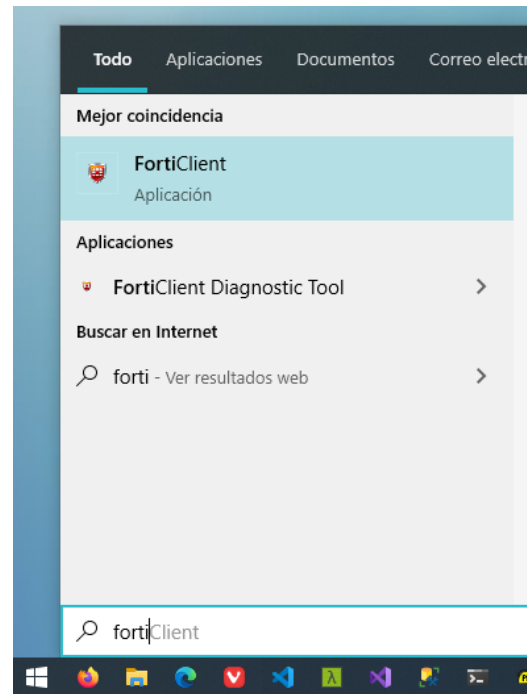 Todo Aplicaciones Documentos Correo electr
Mejor coincidencia
FortiClient
Aplicación
Aplicaciones
FortiClient Diagnostic Tool
Buscar en Internet
forti - Ver resultados web
fortiClient